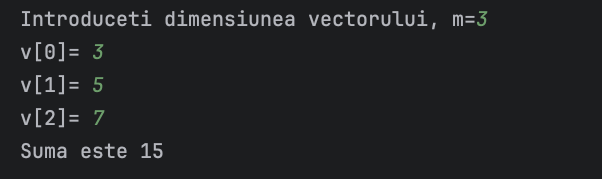 Introduceti dimensiunea vectorului, m=3
v[0]= 3
v[1]= 5
v[2]= 7
Suma este 15